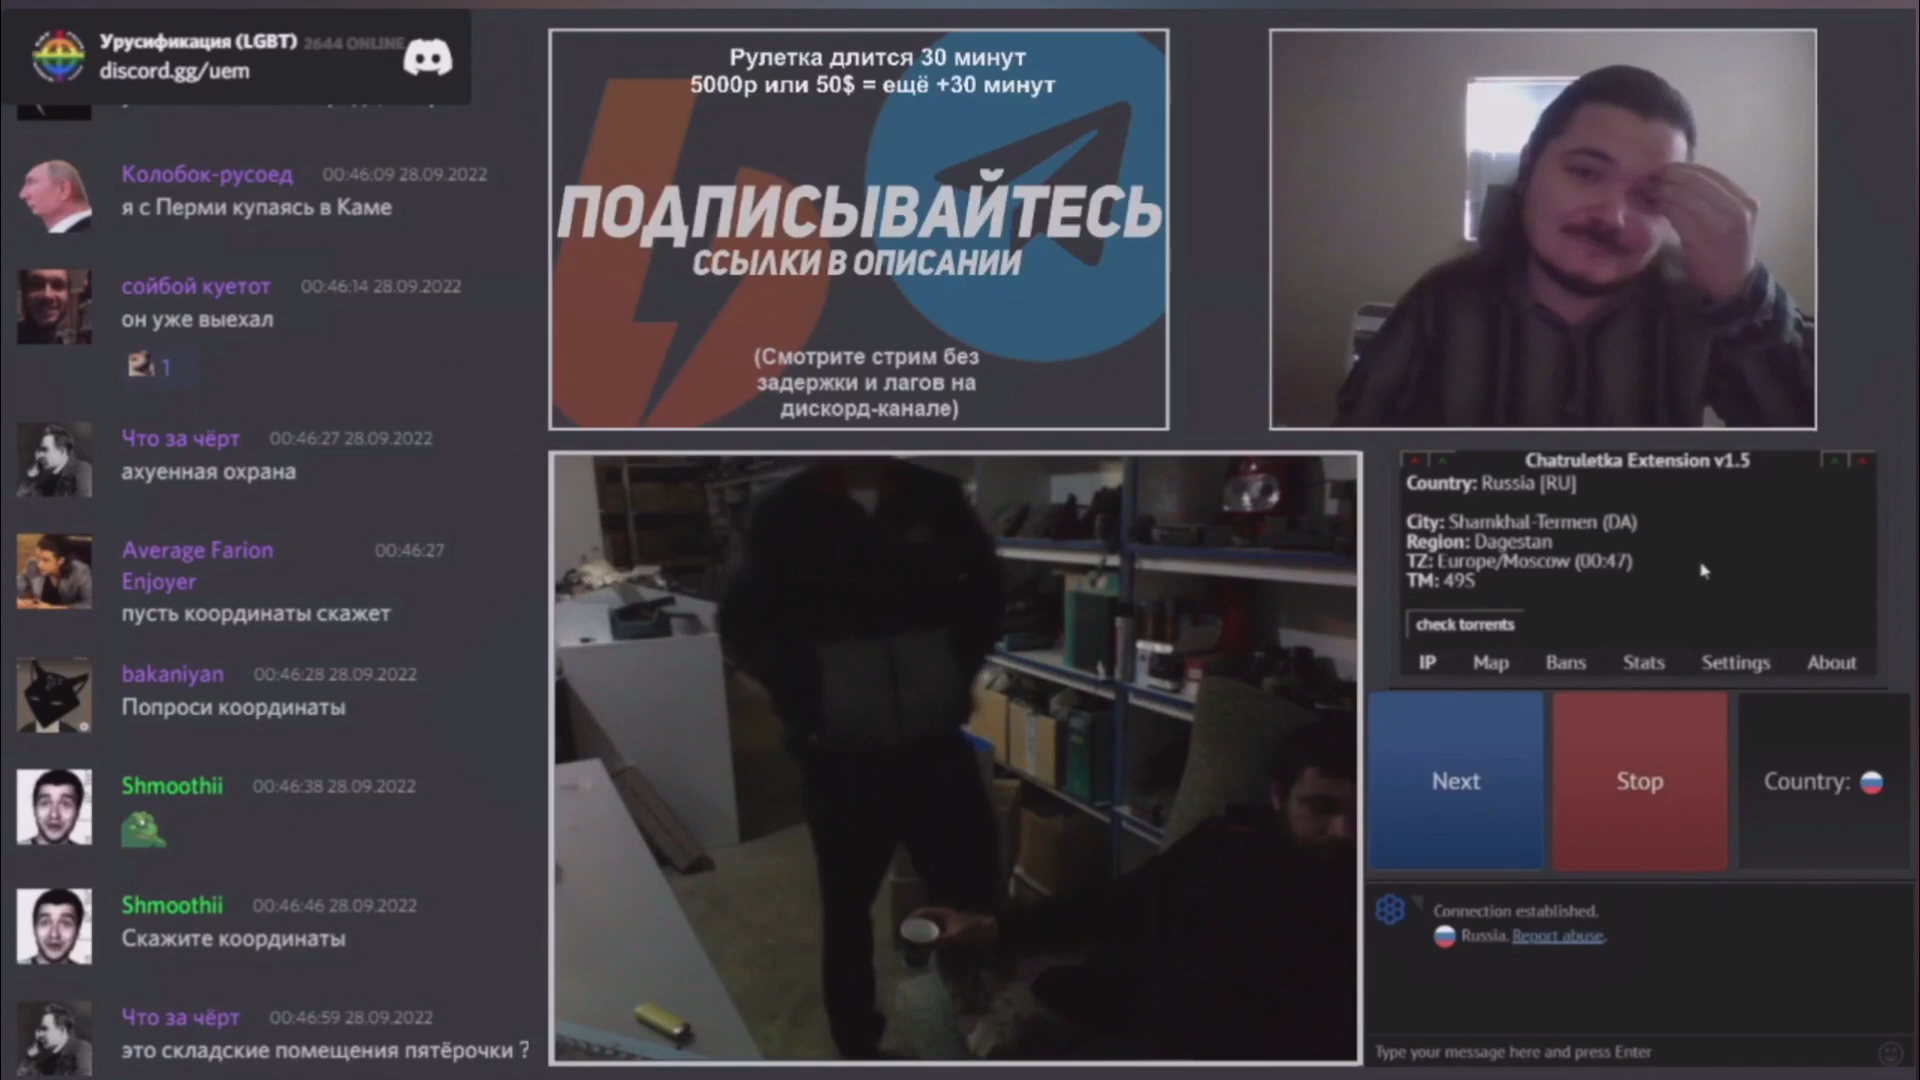 Урусификация (LGBT) 2644 ONLINE
discord.gg/uem
Колобок-русоед 00:46:09 28.09.2022
я с Перми купаясь в Каме
сойбой куетот 00:46:14 28.09.2022
он уже выехал
1
Что за чёрт 00:46:27 28.09.2022
ахуенная охрана
Average Farion 00:46:27
Enjoyer
пусть координаты скажет
bakaniyan 00:46:28 28.09.2022
Попроси координаты
Shmoothii 00:46:38 28.09.2022
Shmoothii 00:46:46 28.09.2022
Скажите координаты
Что за чёрт 00:46:59 28.09.2022
это складские помещения пятёрочки ?
Рулетка длится 30 минут
5000р или 50$ = ещё +30 минут
ПОДПИСЫВАЙТЕСЬ
ССЫЛКИ В ОПИСАНИИ
(Смотрите стрим без
задержки и лагов на
дискорд-канале)
Chatruletka Extension v1.5
Country: Russia [RU]
City: Shamkhal-Termen (DA)
Region: Dagestan
TZ: Europe/Moscow (00:47)
TM: 49S
check torrents
IP Map Bans Stats Settings About
Next
Stop
Country:
Connection established.
Russia. Report abuse.
Type your message here and press Enter